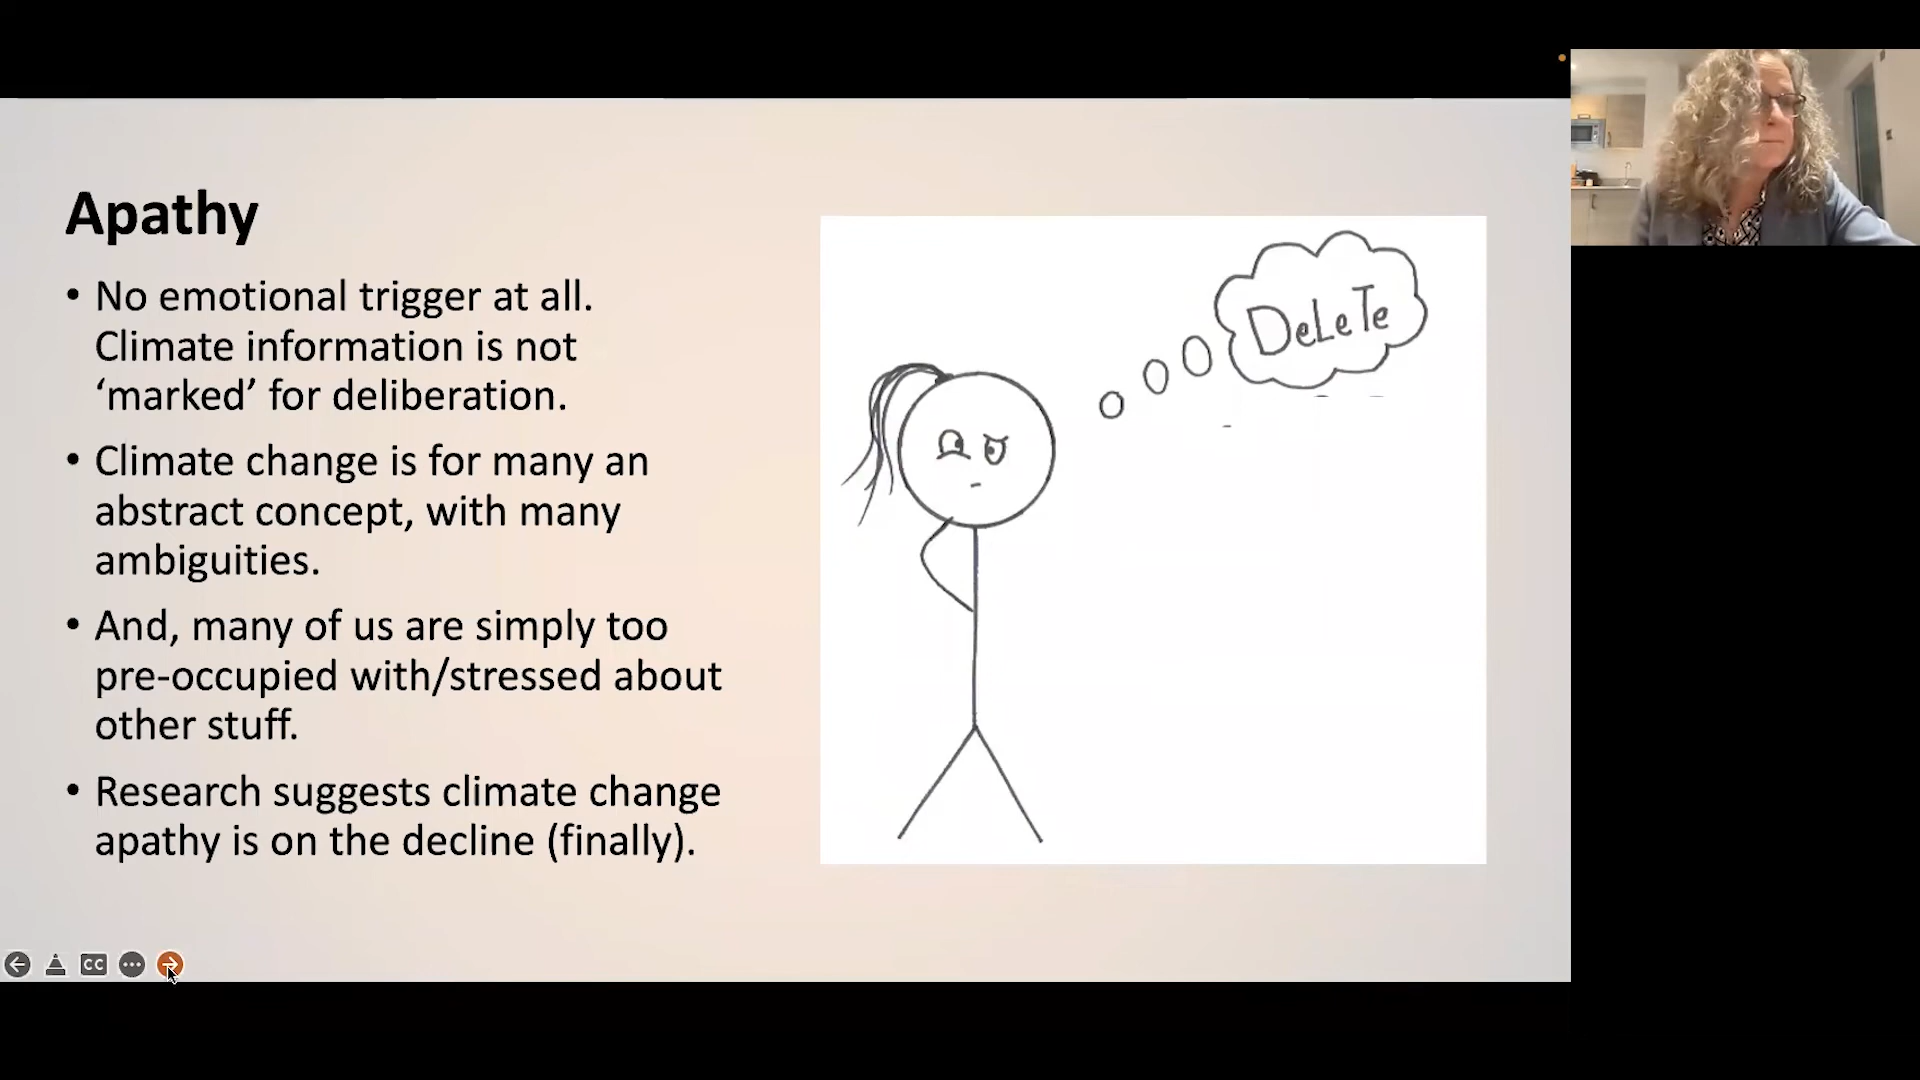 Apathy
• No emotional trigger at all.
Climate information is not
‘marked’ for deliberation.
• Climate change is for many an
abstract concept, with many
ambiguities.
• And, many of us are simply too
pre-occupied with/stressed about
other stuff.
• Research suggests climate change
apathy is on the decline (finally).
DeLeTe
CC